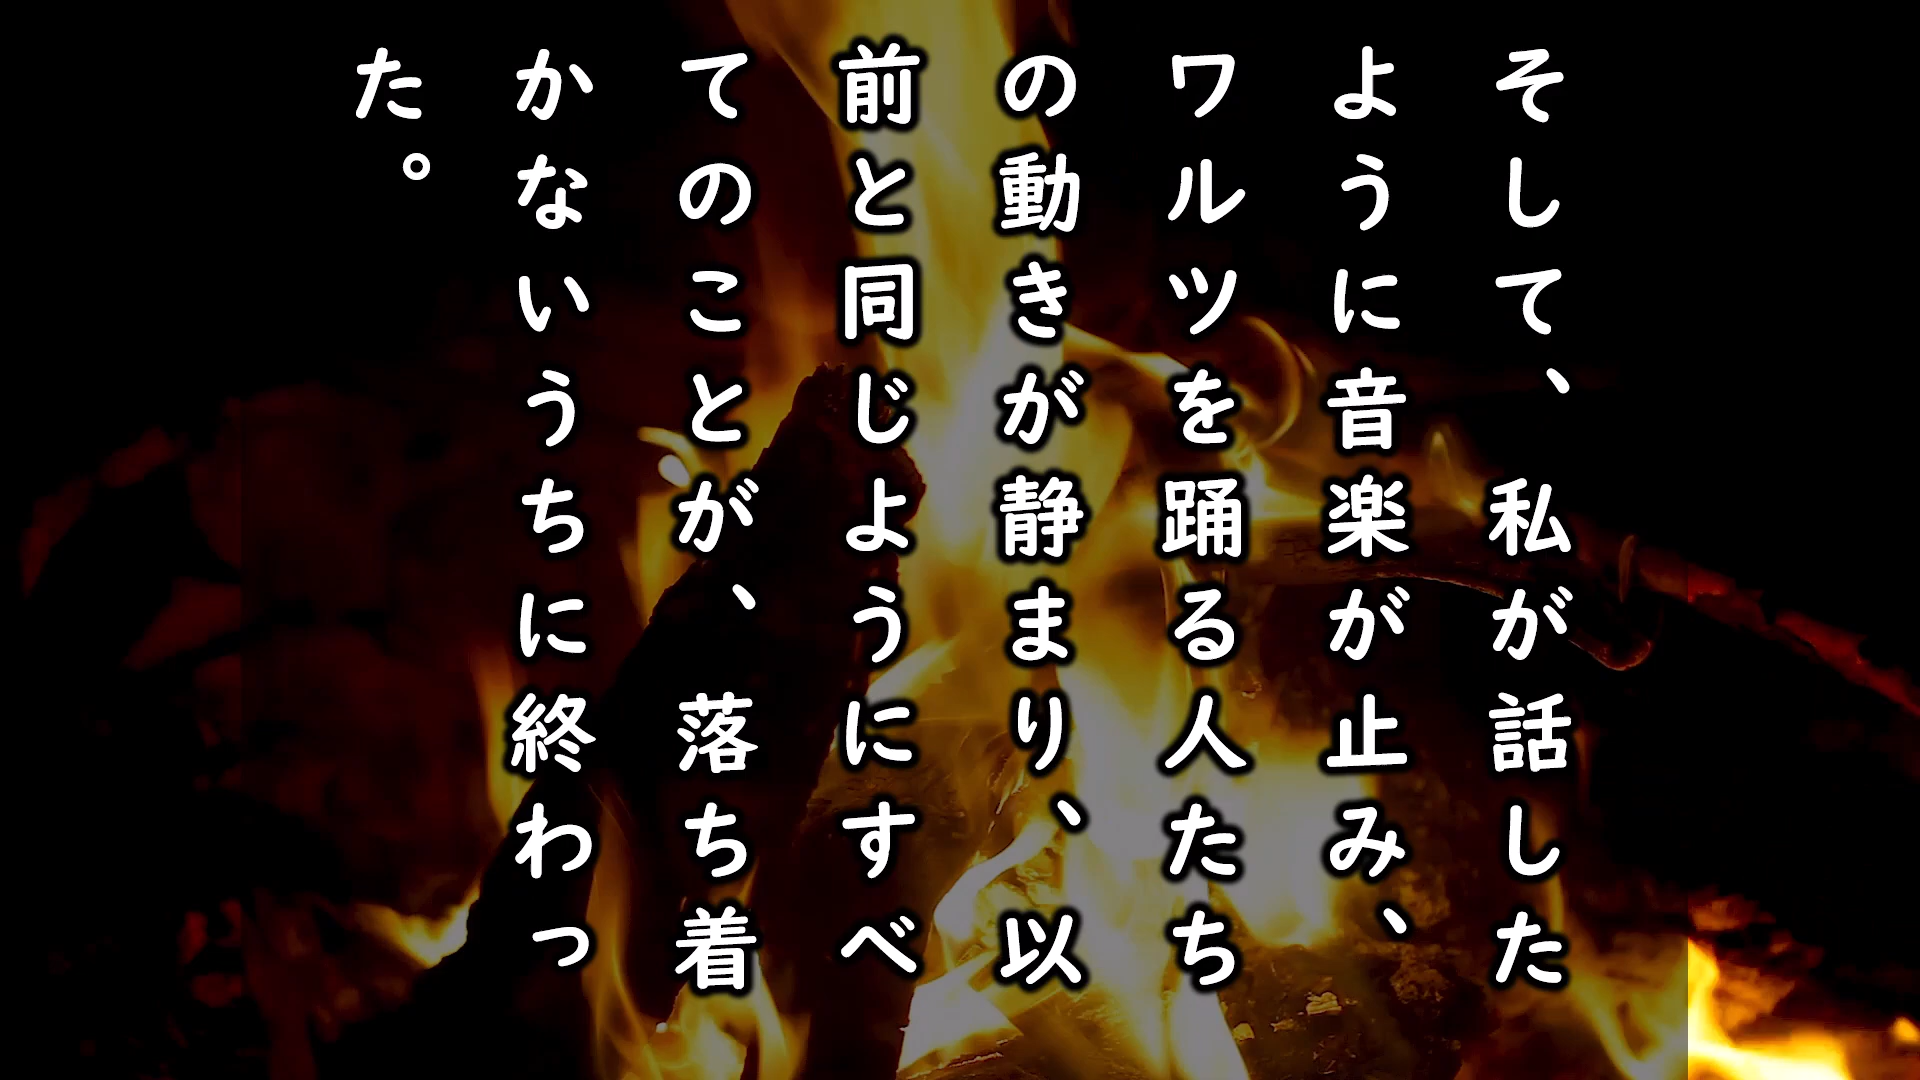 そして、私が話した
ように音楽が止み、
ワルツを踊る人たち
の動きが静まり、以
前と同じようにすべ
てのことが、落ち着
かないうちに終わっ
た。